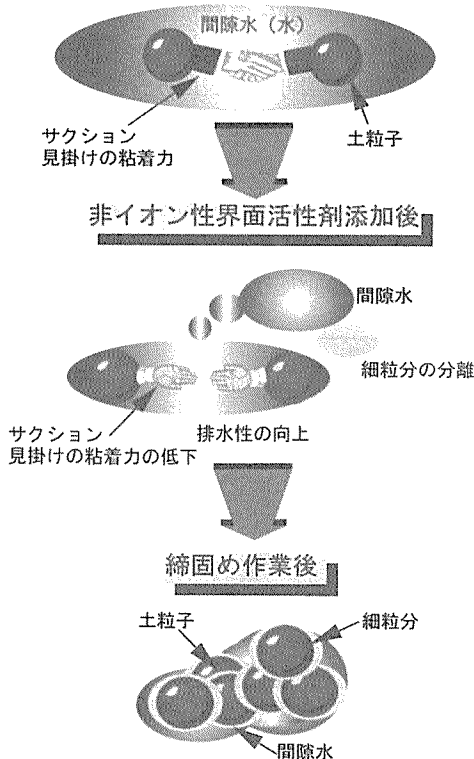 間隙水（水）
サクション
見掛けの粘着力
土粒子
非イオン性界面活性剤添加後
間隙水
細粒分の分離
サクション
見掛けの粘着力の低下
排水性の向上
締固め作業後
土粒子
細粒分
間隙水